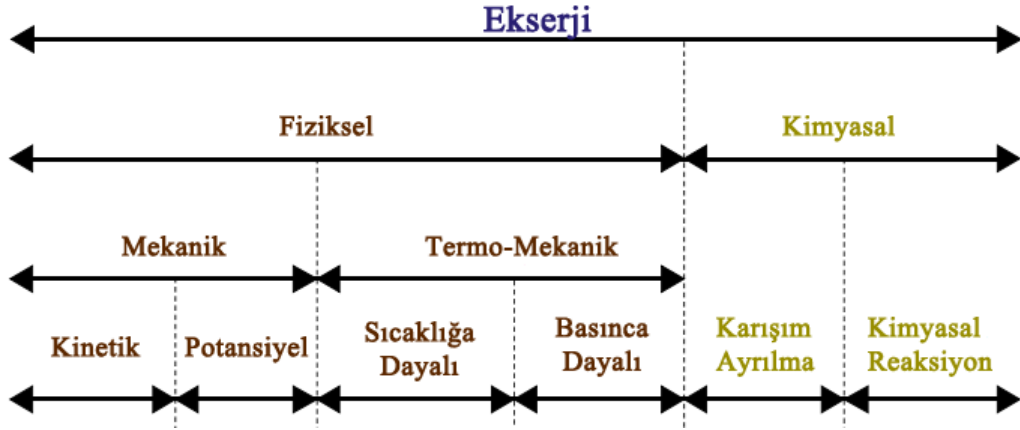 Ekserji
Fiziksel
Kimyasal
Mekanik
Termo-Mekanik
Kinetik
Potansiyel
Sıcaklığa
Dayalı
Basınca
Dayalı
Karışım
Ayrılma
Kimyasal
Reaksiyon